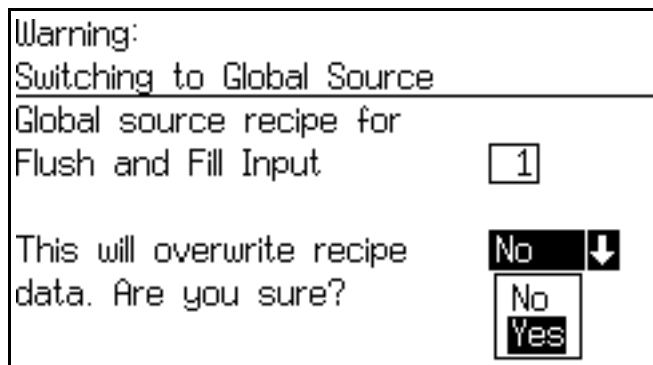 Warning:
Switching to Global Source
Global source recipe for
Flush and Fill Input 1
This will overwrite recipe No
data. Are you sure?
No
Yes